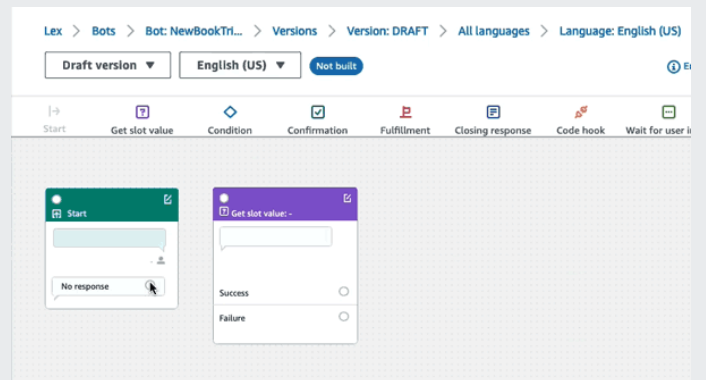 Lex > Bots > Bot: NewBookTri... > Versions > Version: DRAFT > All languages > Language: English (US)
Draft version ▼ English (US) ▼ Not built
Start Get slot value Condition Confirmation Fulfillment Closing response Code hook Wait for user
Start Get slot value: -
-
No response
Success
Failure